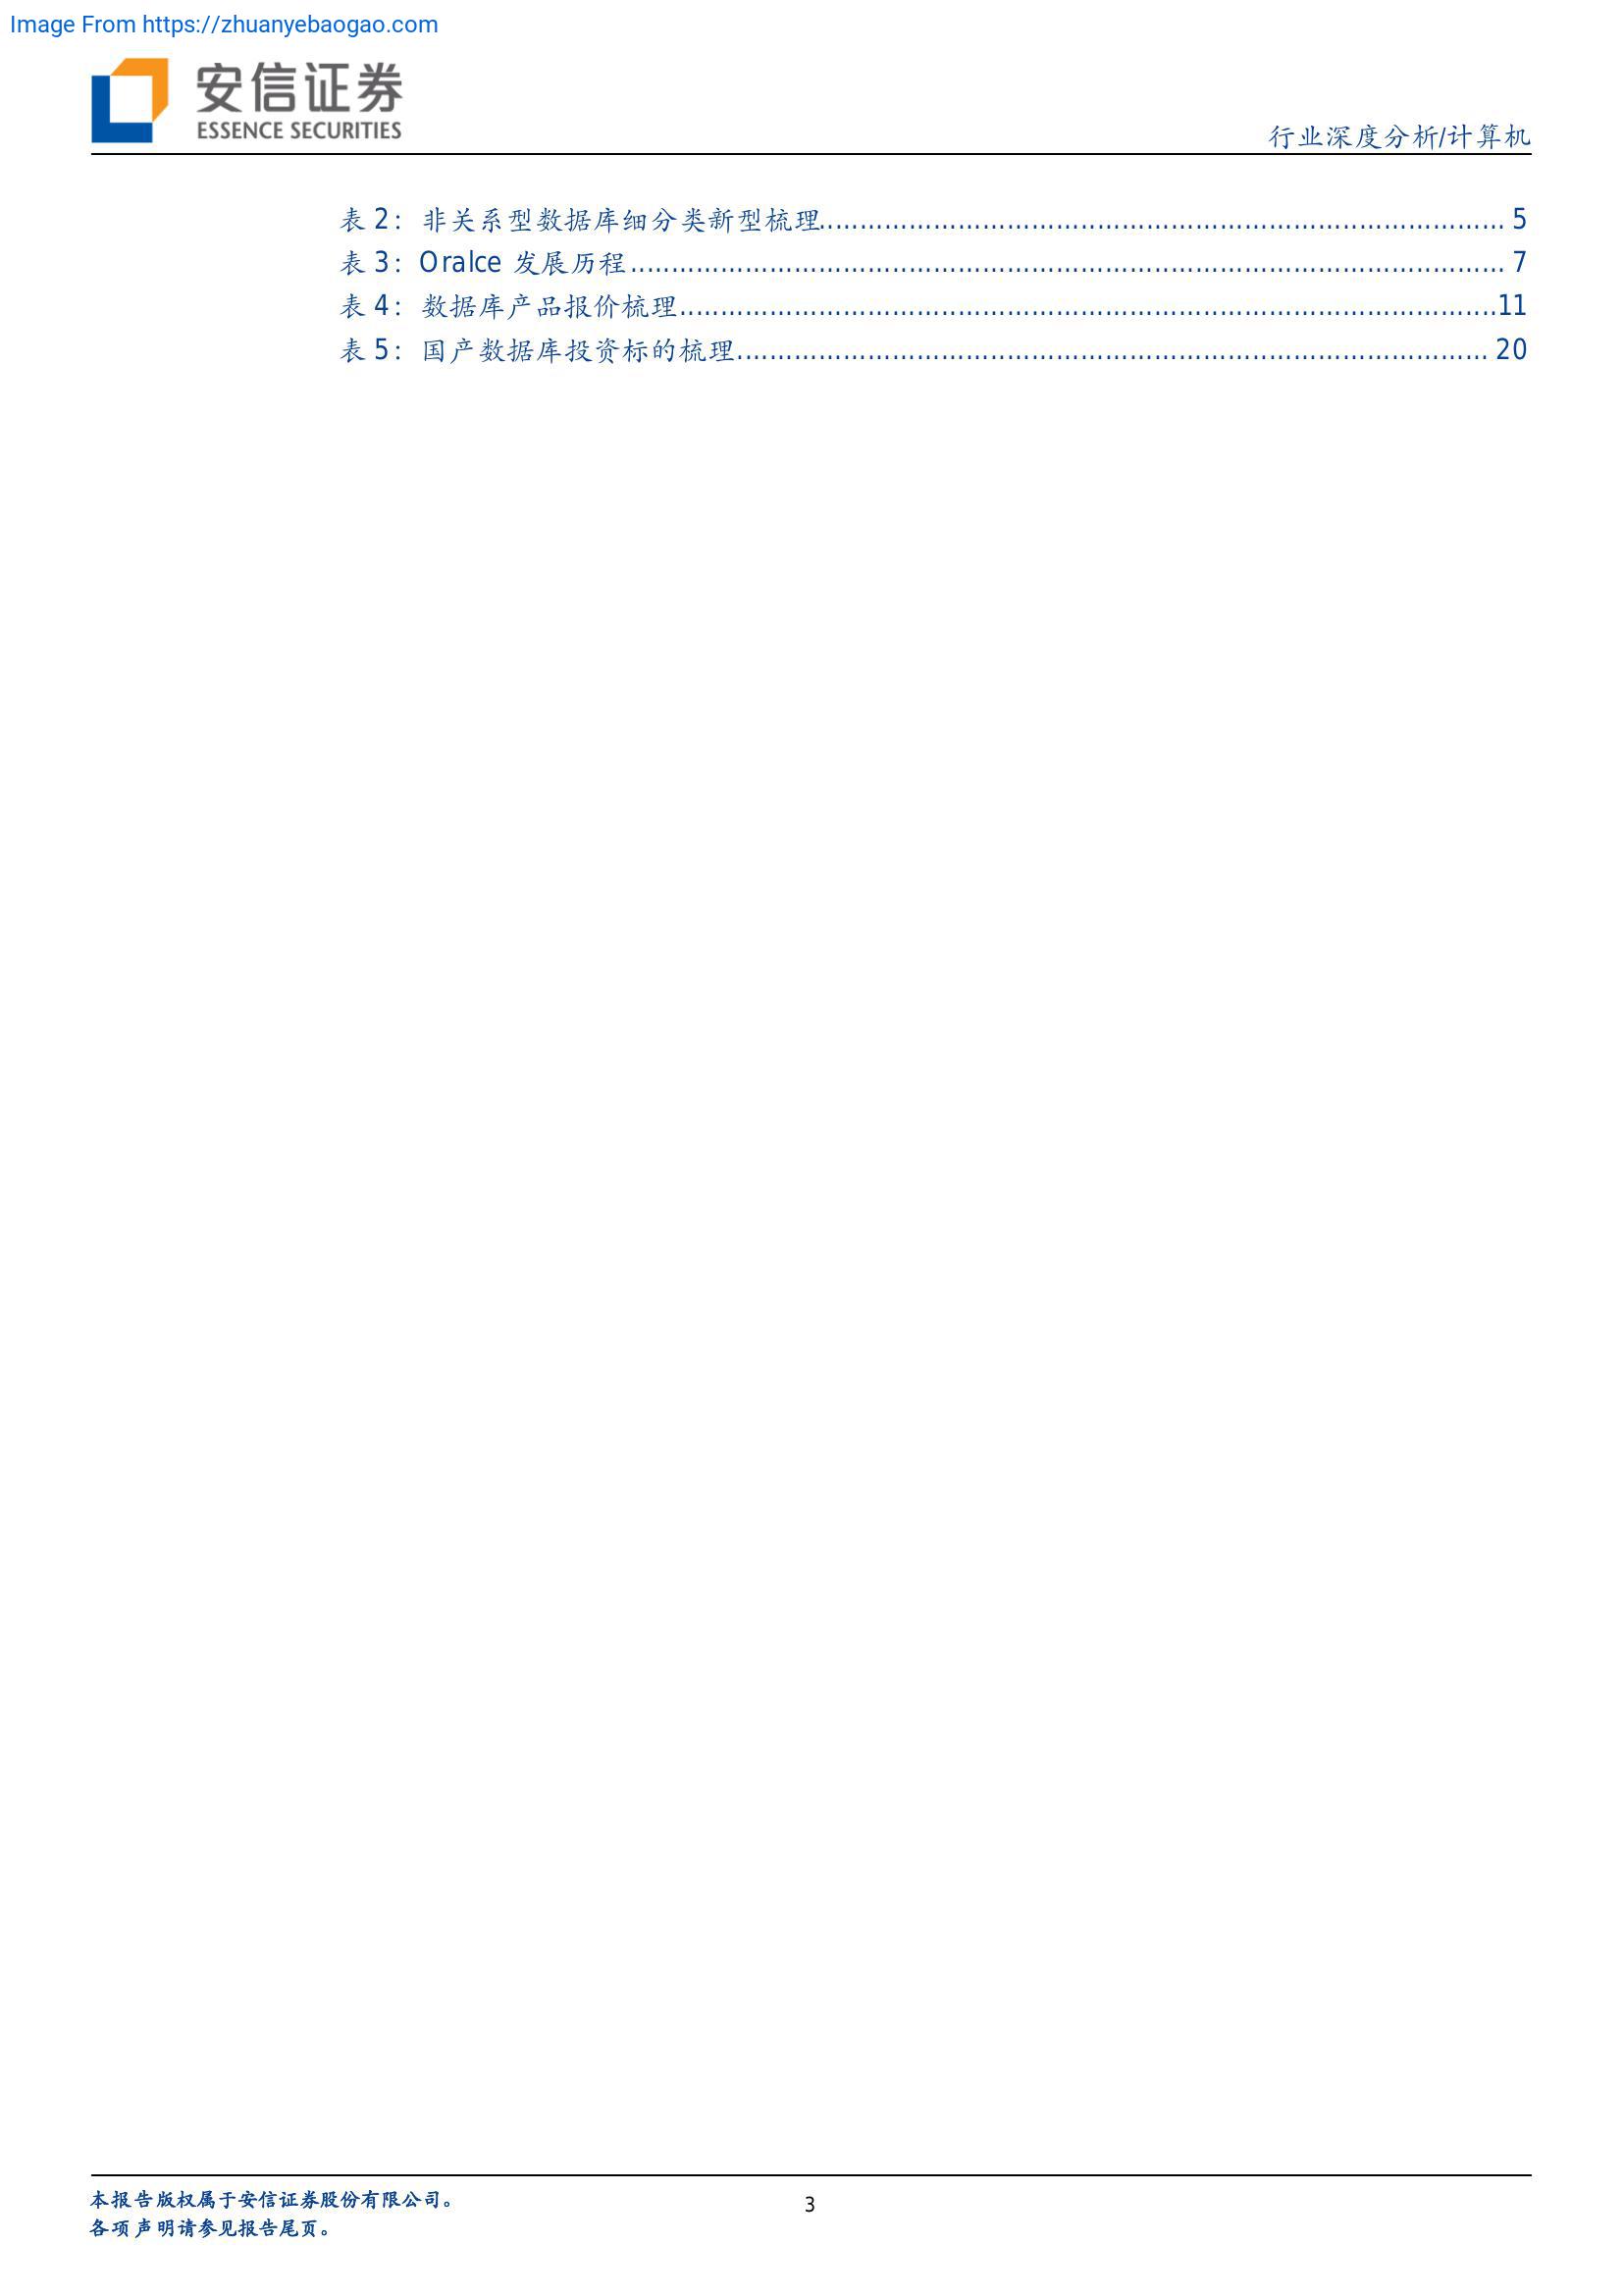 Image From https://zhuanyebaogao.com
安信证券
ESSENCE SECURITIES
行业深度分析/计算机
表 2：非关系型数据库细分类新型梳理 5
表 3：Oralce 发展历程 7
表 4：数据库产品报价梳理 11
表 5：国产数据库投资标的梳理 20
本报告版权属于安信证券股份有限公司。
3
各项声明请参见报告尾页。